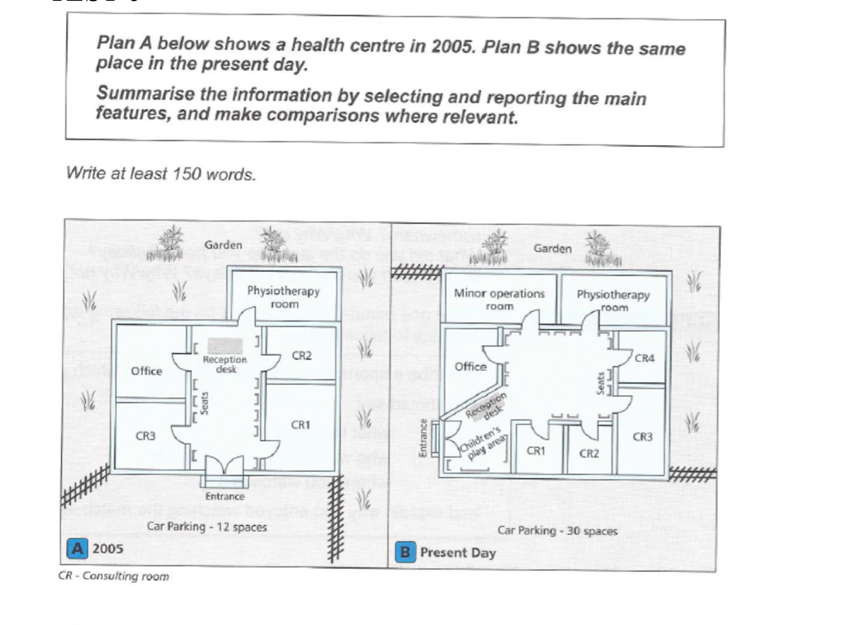 Plan A below shows a health centre in 2005. Plan B shows the same
place in the present day.
Summarise the information by selecting and reporting the main
features, and make comparisons where relevant.
Write at least 150 words.
Garden
Physiotherapy
room
Reception
desk
Office
CR2
Seats
CR3
CR1
Entrance
Car Parking - 12 spaces
A 2005
Garden
Minor operations
room
Physiotherapy
room
Office
CR4
Seats
Reception
desk
Entrance
Children's
play area
CR1
CR2
CR3
Car Parking - 30 spaces
B Present Day
CR - Consulting room